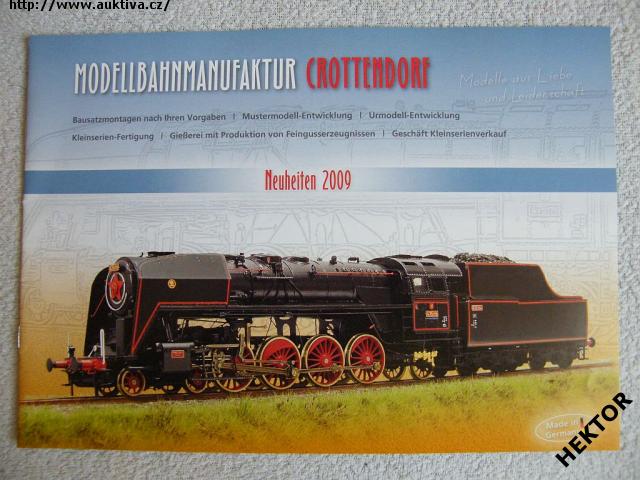 http://www.auktiva.cz/
MODELLBAHNMANUFAKTUR CROTTENDORF
Modelle aus Liebe
und Leidenschaft
Bausatzmontagen nach Ihren Vorgaben | Mustermodell-Entwicklung | Urmodell-Entwicklung
Kleinserien-Fertigung | Gießerei mit Produktion von Feingusserzeugnissen | Geschäft Kleinserienverkauf
Neuheiten 2009
Made in
Germany
HEKTOR